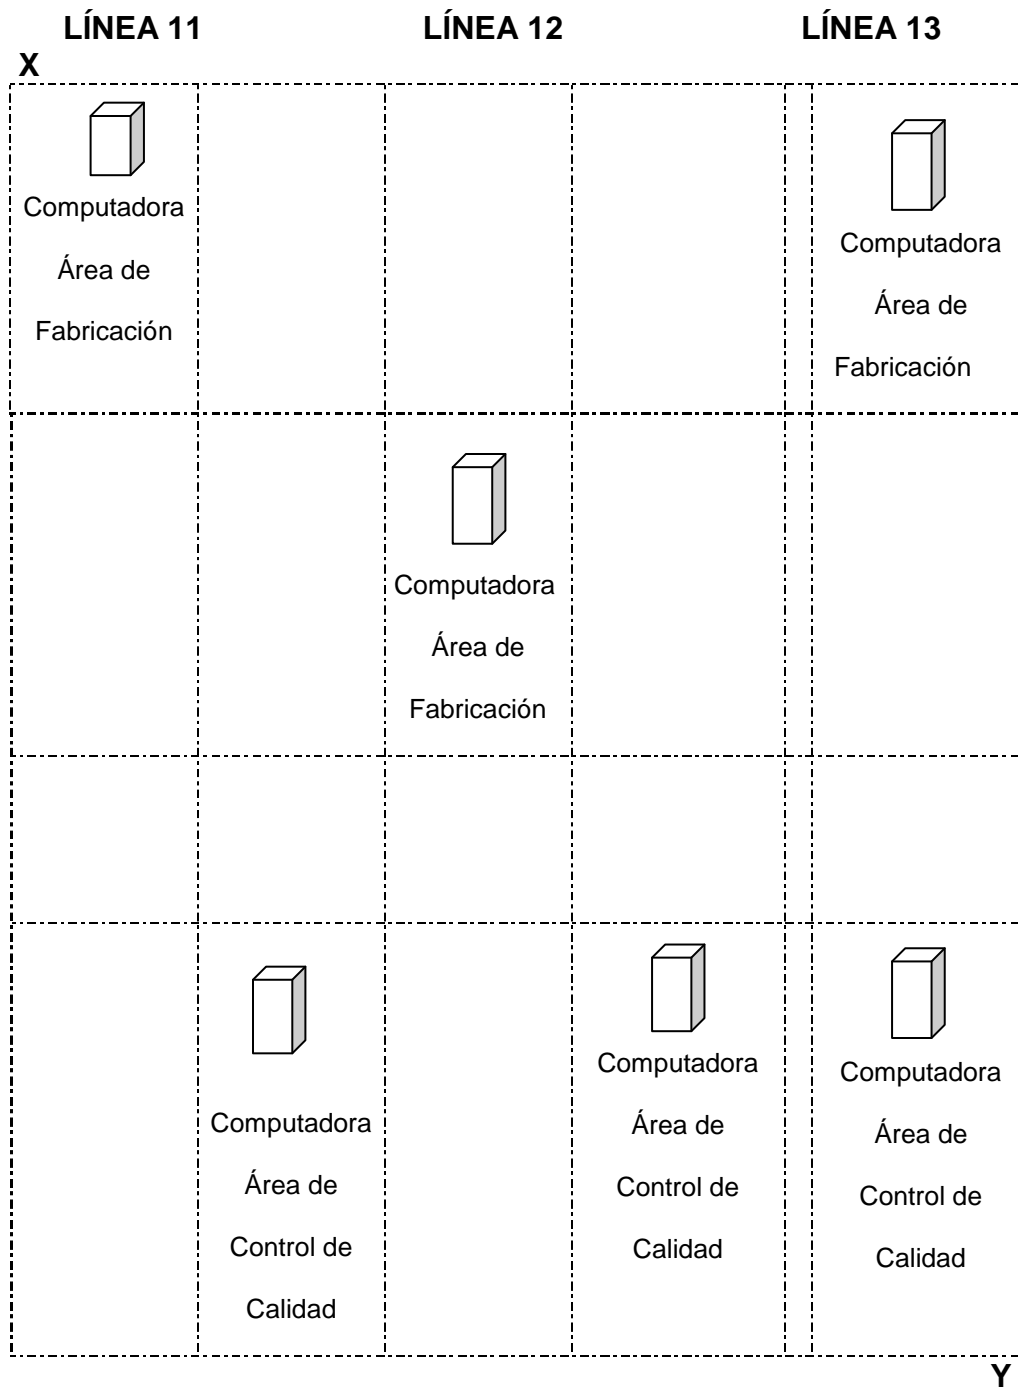 LÍNEA 11 LÍNEA 12 LÍNEA 13
X
Computadora
Área de
Fabricación
Computadora
Área de
Fabricación
Computadora
Área de
Fabricación
Computadora
Área de
Control de
Calidad
Computadora
Área de
Control de
Calidad
Computadora
Área de
Control de
Calidad
Y